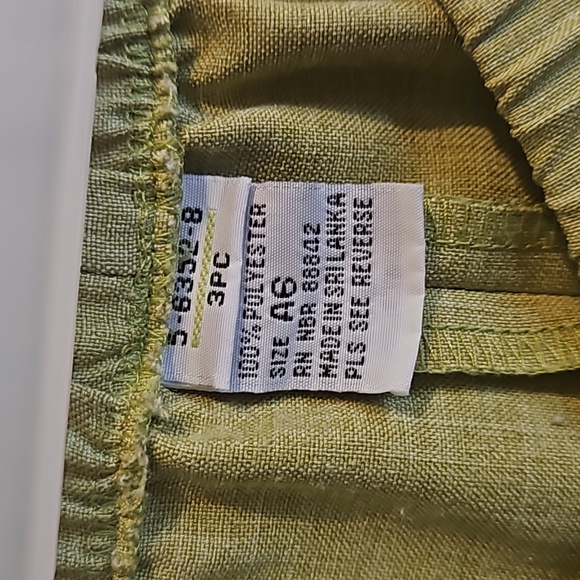 5-6352-8
3PC
100% POLYESTER
SIZE A6
RN NBR 88842
MADE IN SRI LANKA
PLS SEE REVERSE